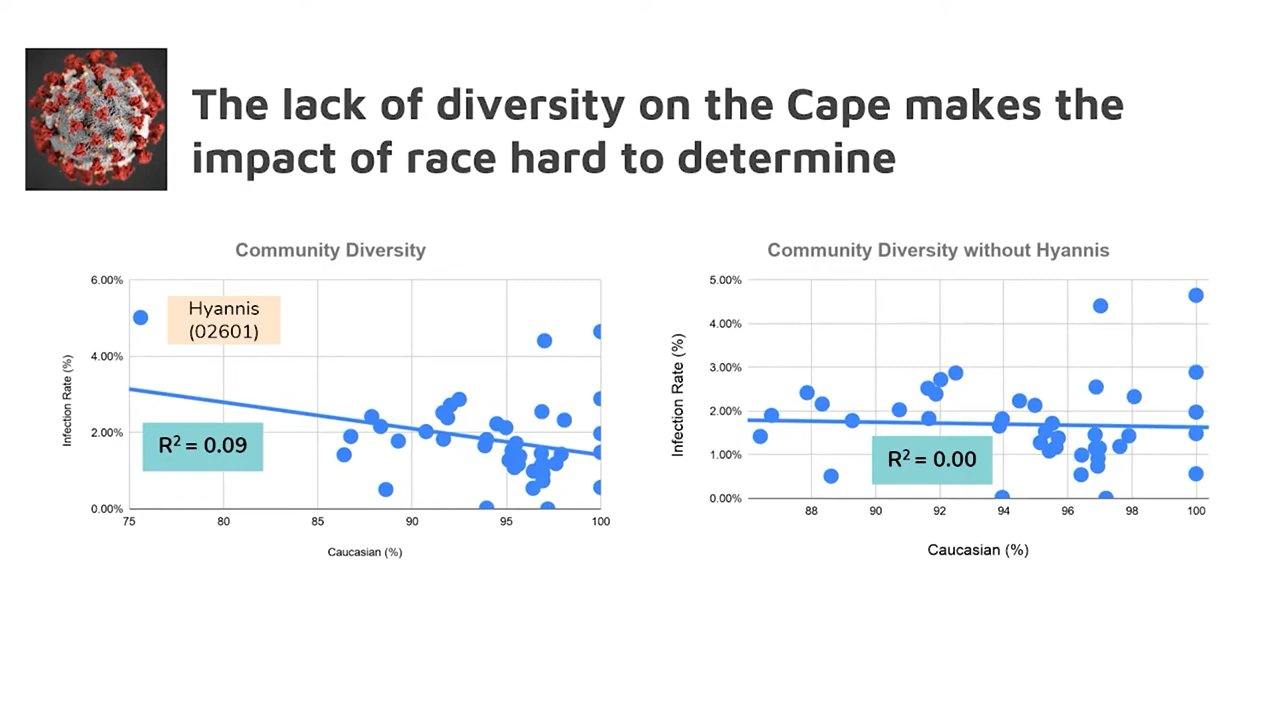 The lack of diversity on the Cape makes the
impact of race hard to determine
Community Diversity
6.00%
4.00%
2.00%
0.00%
Infection Rate (%)
Hyannis
(02601)
R² = 0.09
75
80
85
90
95
100
Caucasian (%)
Community Diversity without Hyannis
5.00%
4.00%
3.00%
2.00%
1.00%
0.00%
Infection Rate (%)
R² = 0.00
88
90
92
94
96
98
100
Caucasian (%)